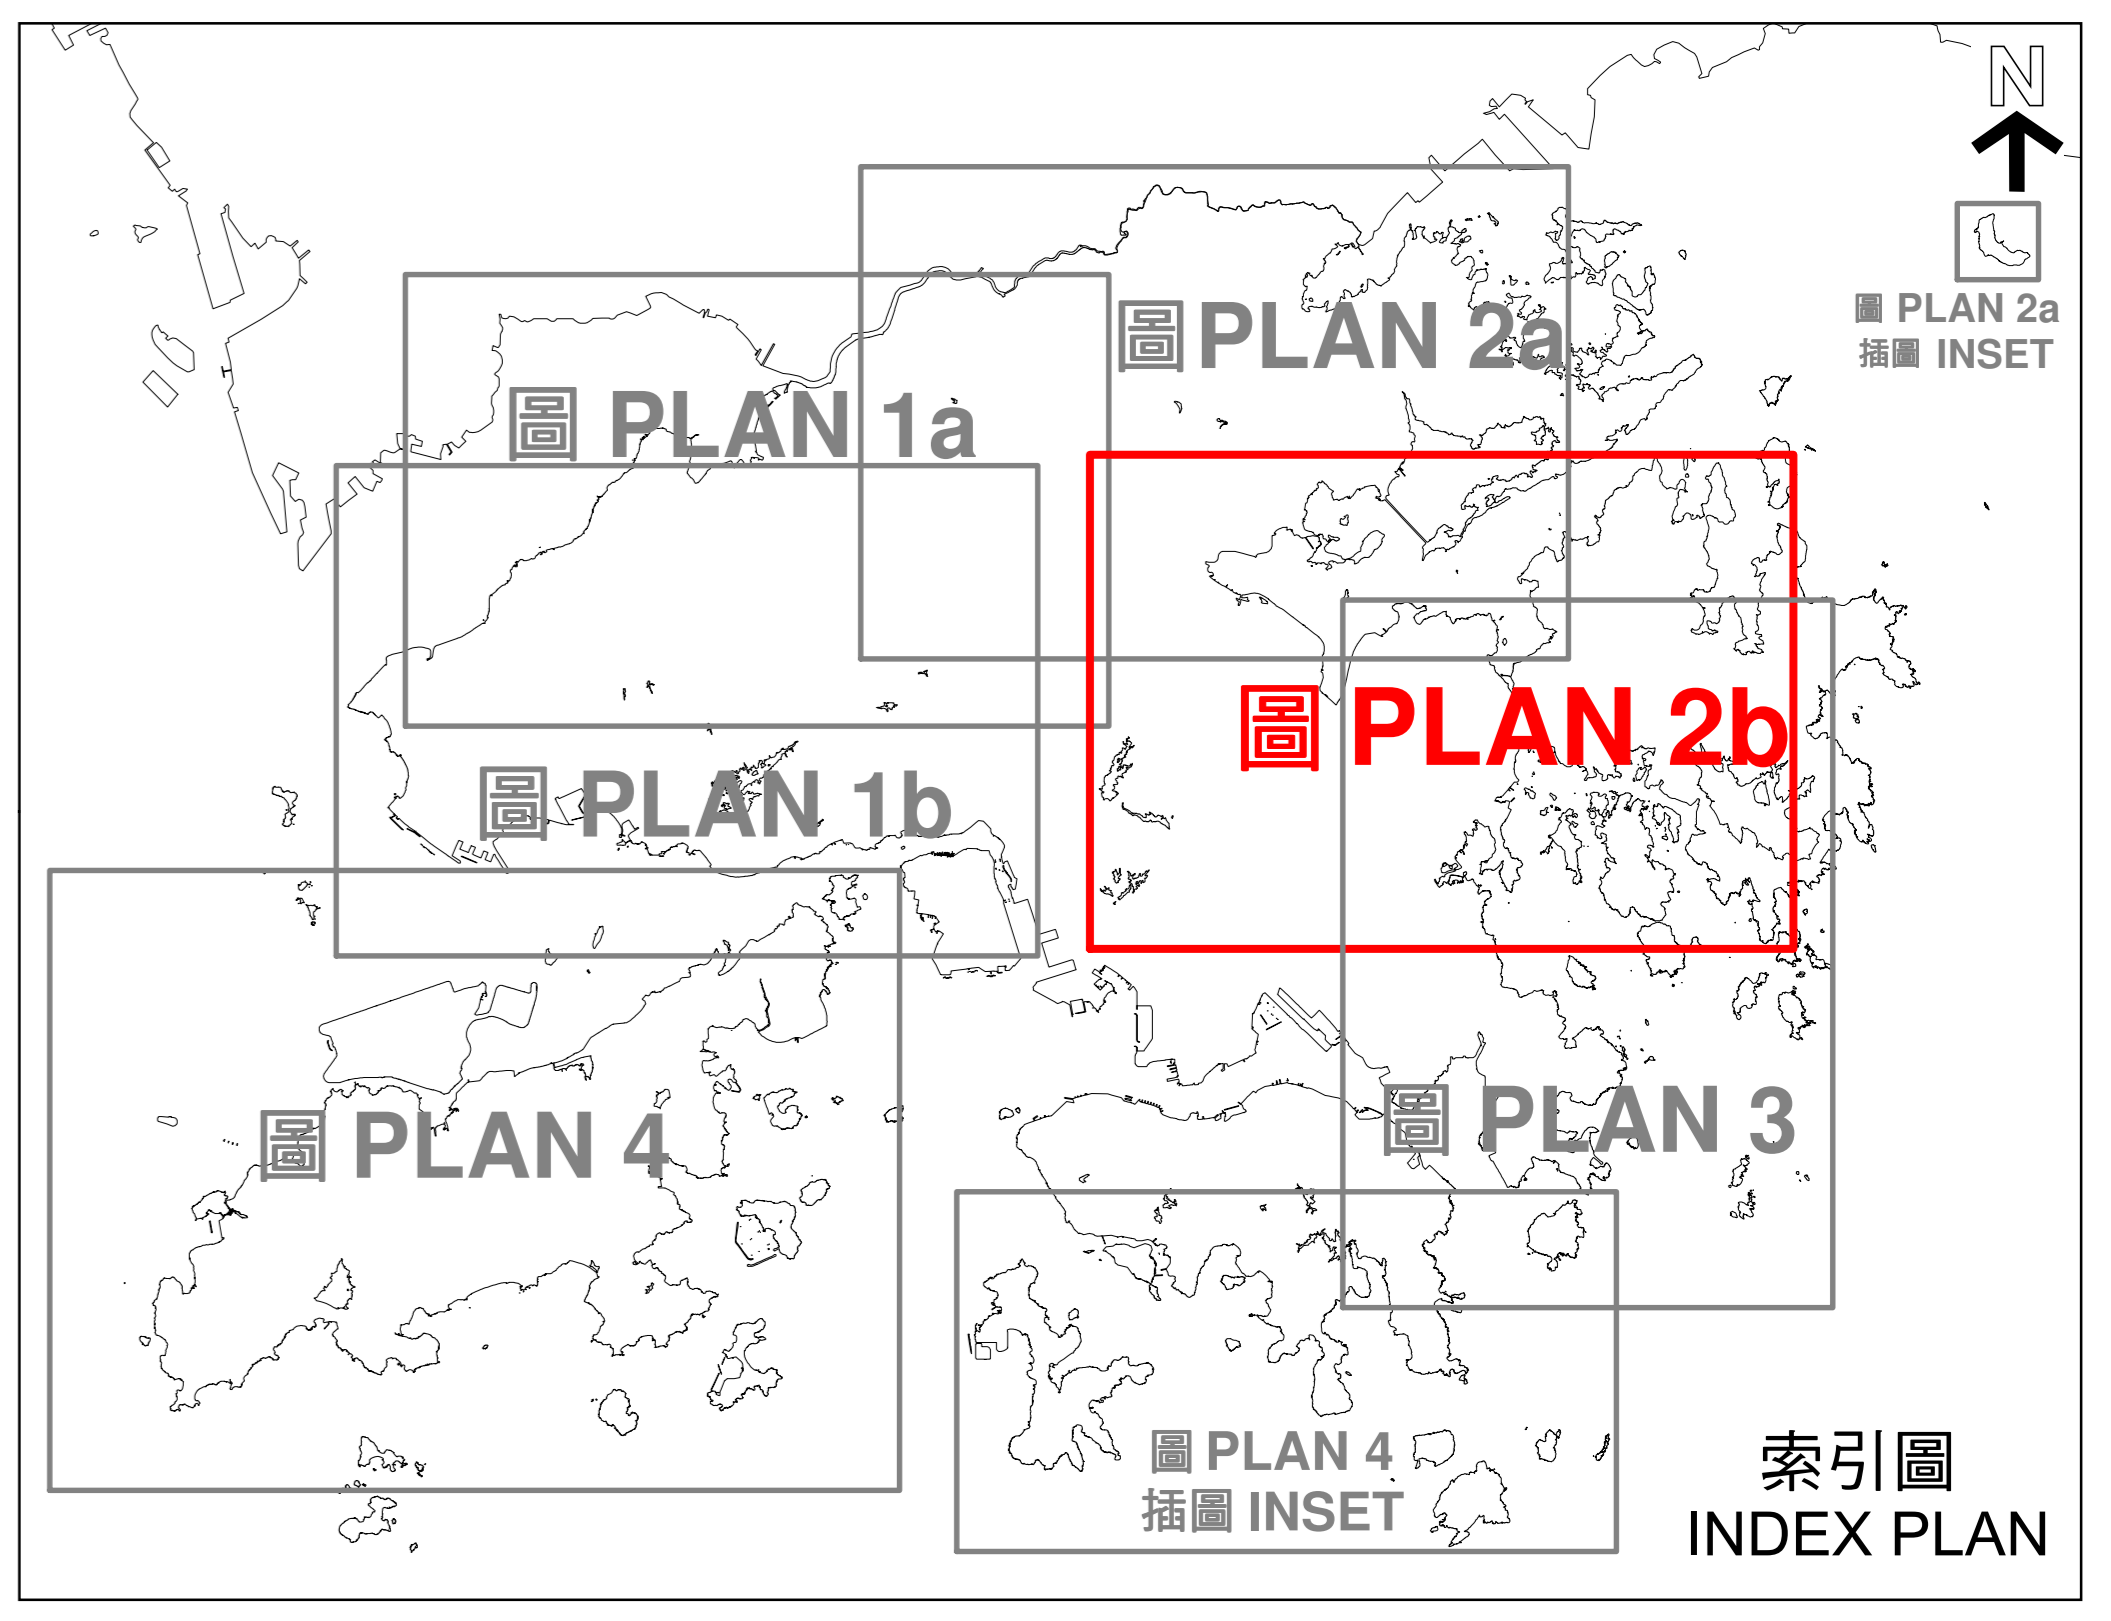 N
圖 PLAN 2a
插圖 INSET
圖 PLAN 2a
圖 PLAN 1a
圖 PLAN 2b
圖 PLAN 1b
圖 PLAN 3
圖 PLAN 4
圖 PLAN 4
插圖 INSET
索引圖
INDEX PLAN